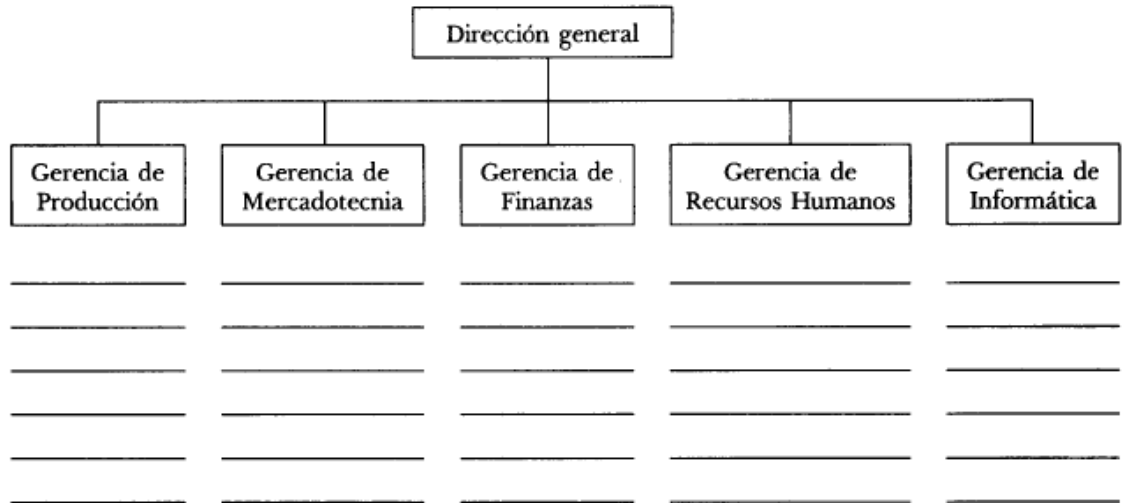 Dirección general
Gerencia de
Producción
Gerencia de
Mercadotecnia
Gerencia de
Finanzas
Gerencia de
Recursos Humanos
Gerencia de
Informática